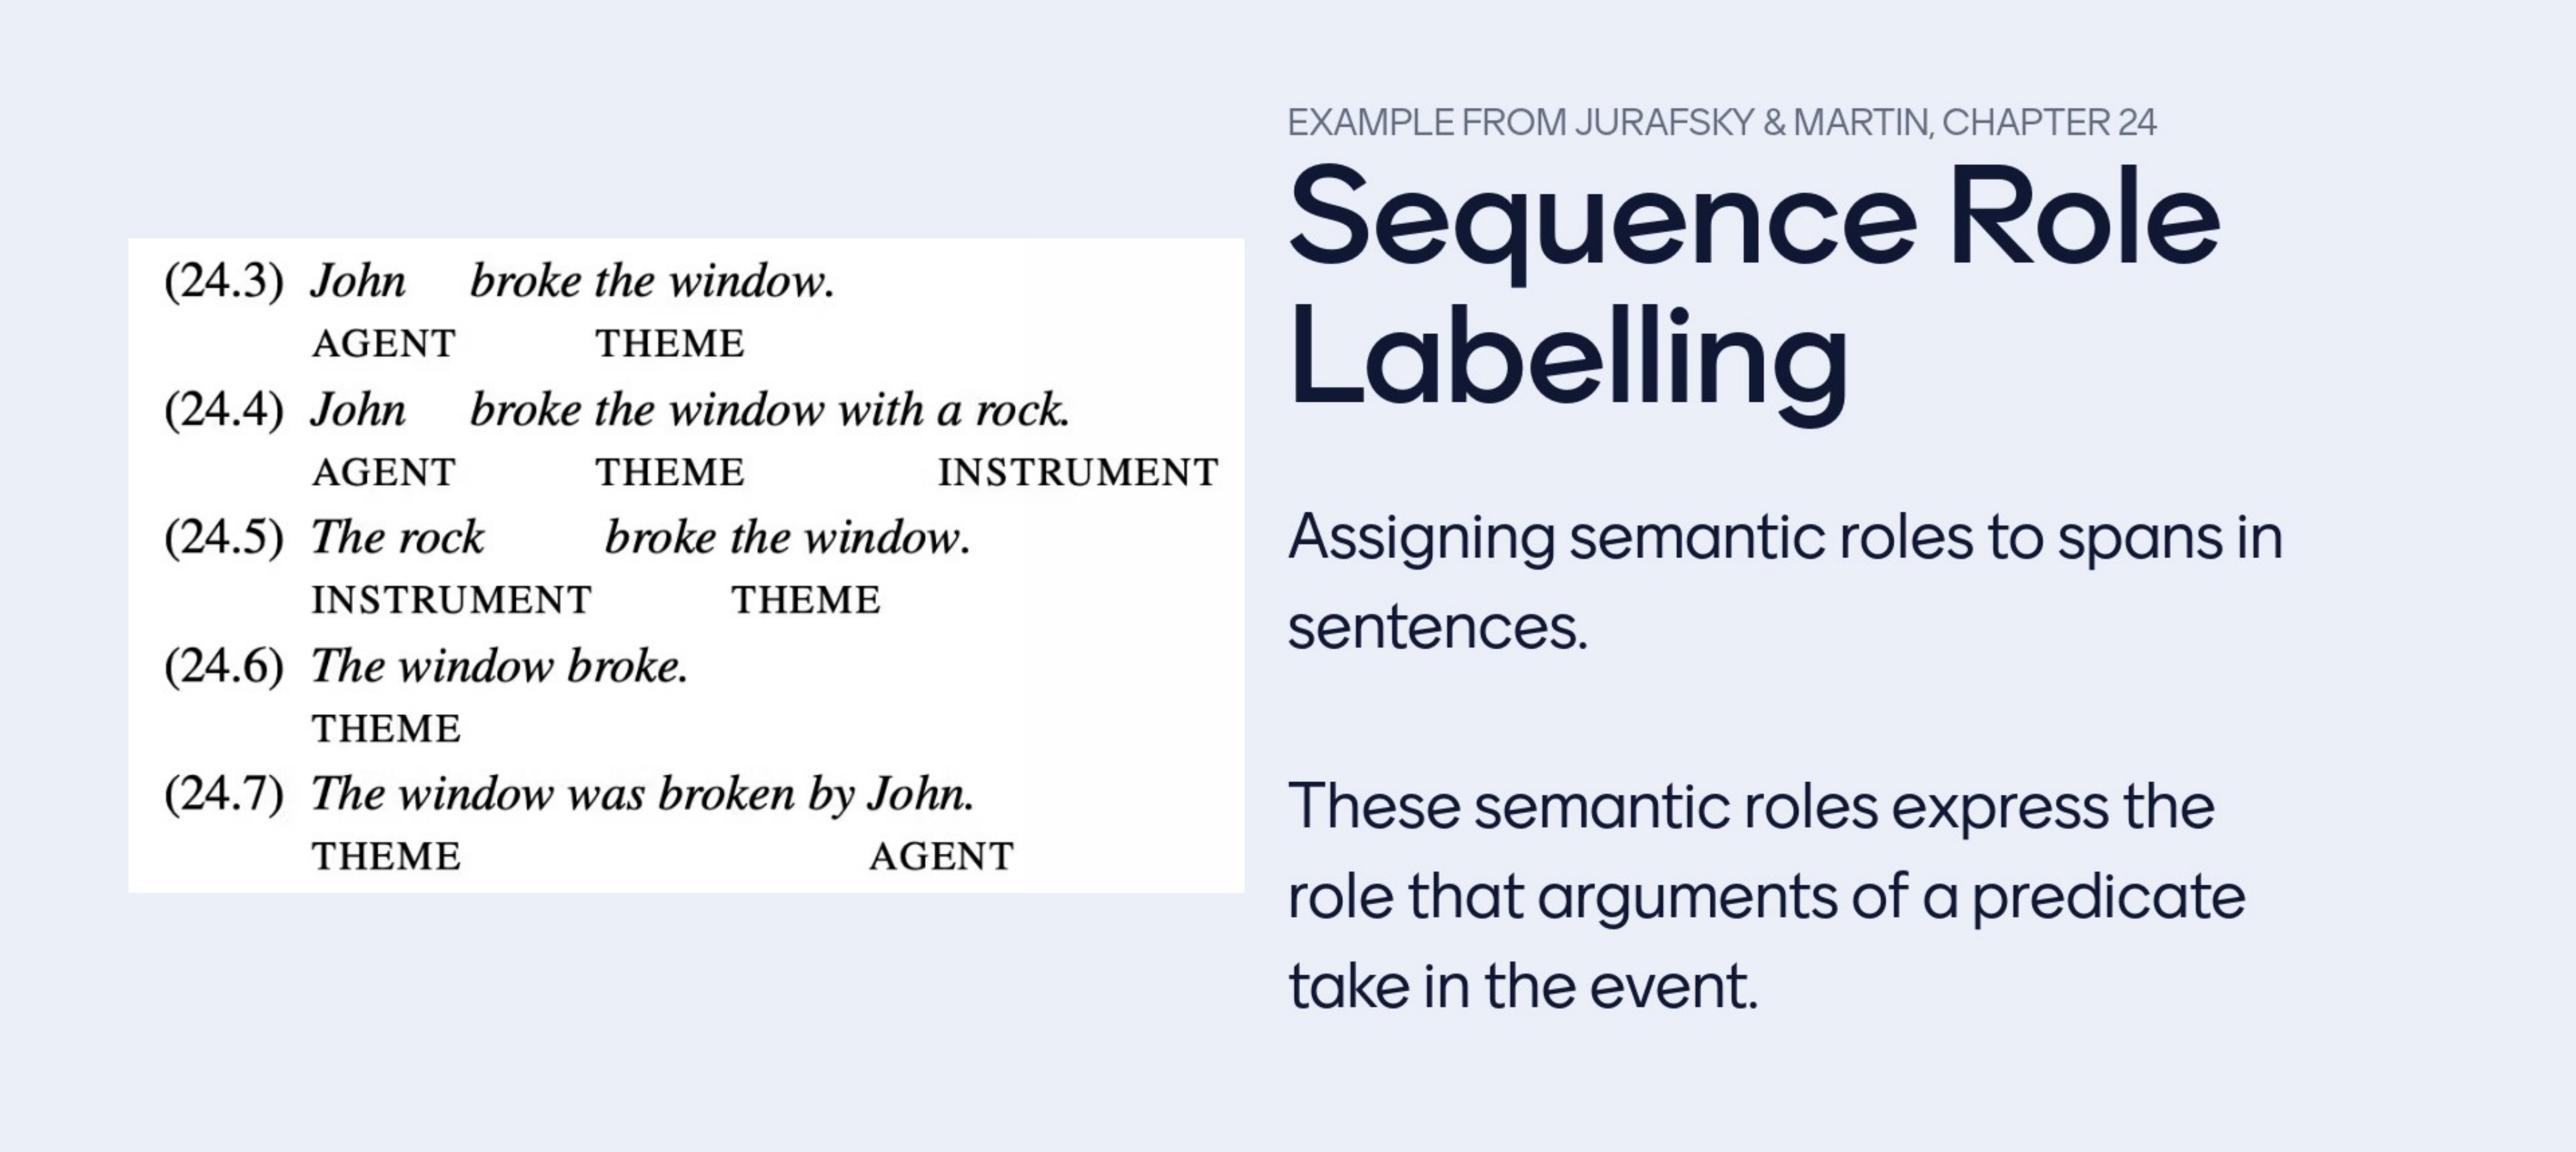 (24.3) John broke the window.
AGENT THEME
(24.4) John broke the window with a rock.
AGENT THEME INSTRUMENT
(24.5) The rock broke the window.
INSTRUMENT THEME
(24.6) The window broke.
THEME
(24.7) The window was broken by John.
THEME AGENT
EXAMPLE FROM JURAFSKY & MARTIN, CHAPTER 24
Sequence Role
Labelling
Assigning semantic roles to spans in
sentences.
These semantic roles express the
role that arguments of a predicate
take in the event.